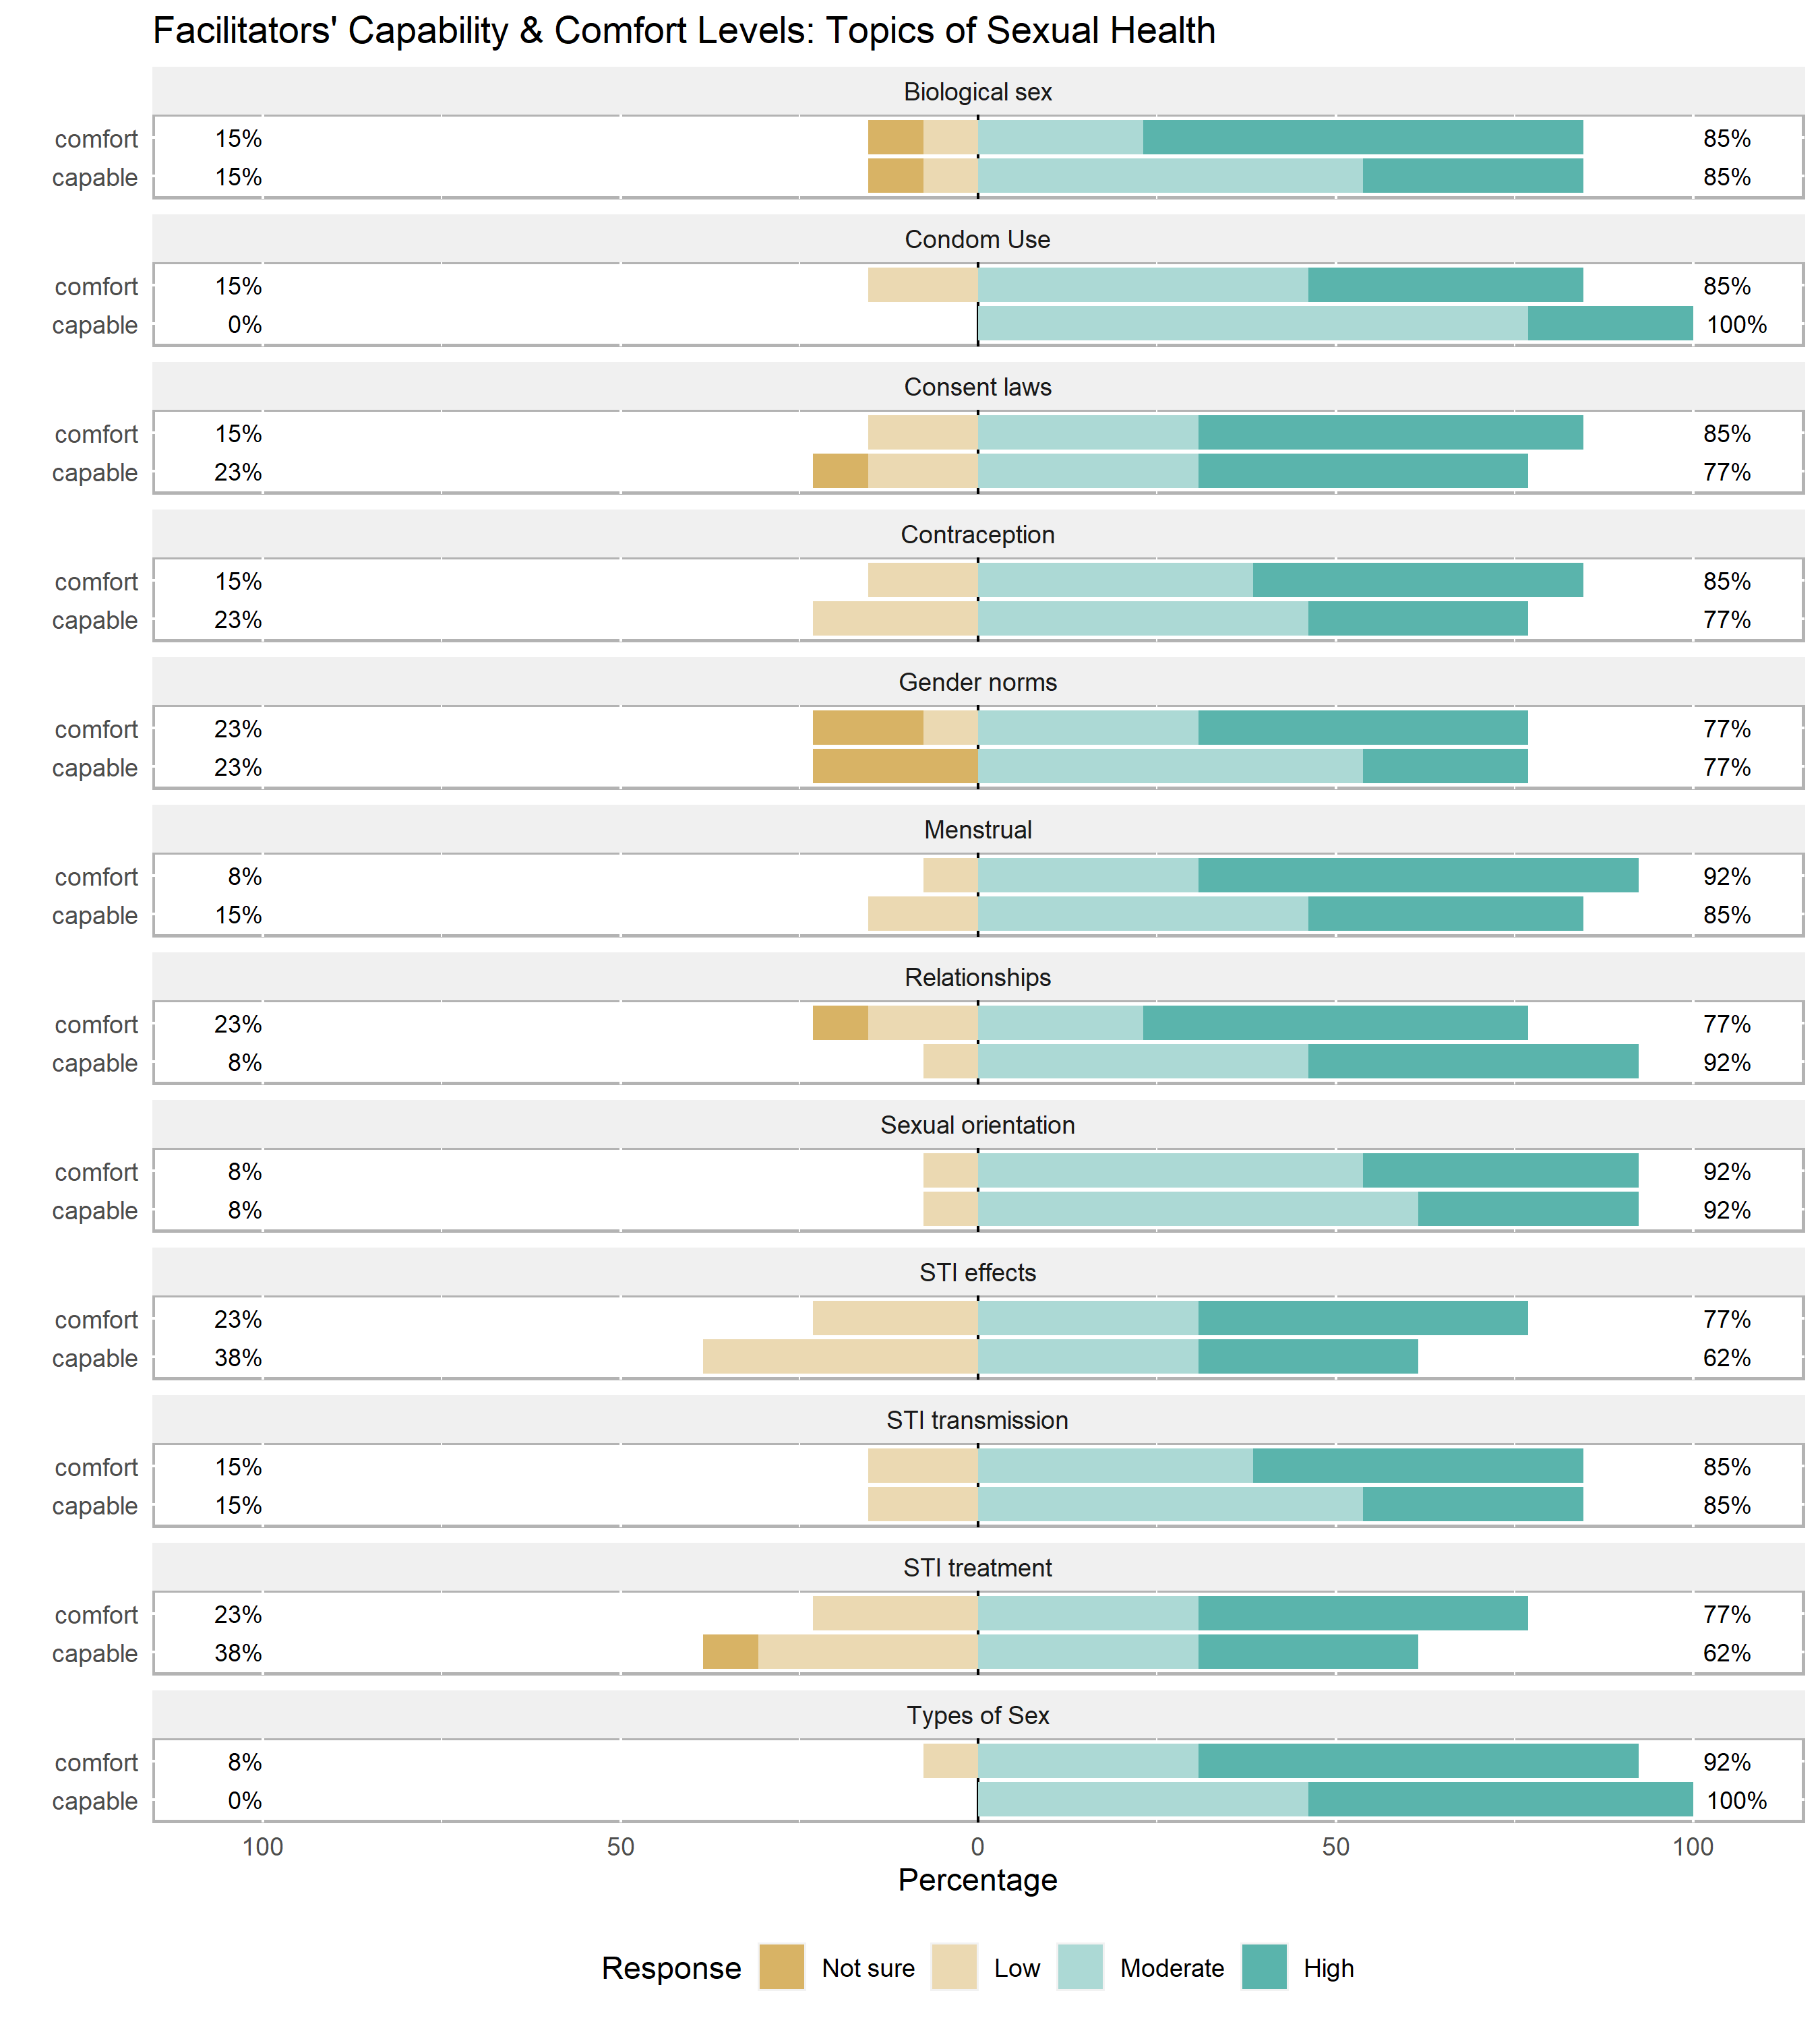 Facilitators' Capability & Comfort Levels: Topics of Sexual Health
Biological sex
comfort 15% 85%
capable 15% 85%
Condom Use
comfort 15% 85%
capable 0% 100%
Consent laws
comfort 15% 85%
capable 23% 77%
Contraception
comfort 15% 85%
capable 23% 77%
Gender norms
comfort 23% 77%
capable 23% 77%
Menstrual
comfort 8% 92%
capable 15% 85%
Relationships
comfort 23% 77%
capable 8% 92%
Sexual orientation
comfort 8% 92%
capable 8% 92%
STI effects
comfort 23% 77%
capable 38% 62%
STI transmission
comfort 15% 85%
capable 15% 85%
STI treatment
comfort 23% 77%
capable 38% 62%
Types of Sex
comfort 8% 92%
capable 0% 100%
100 50 0 50 100
Percentage
Response Not sure Low Moderate High